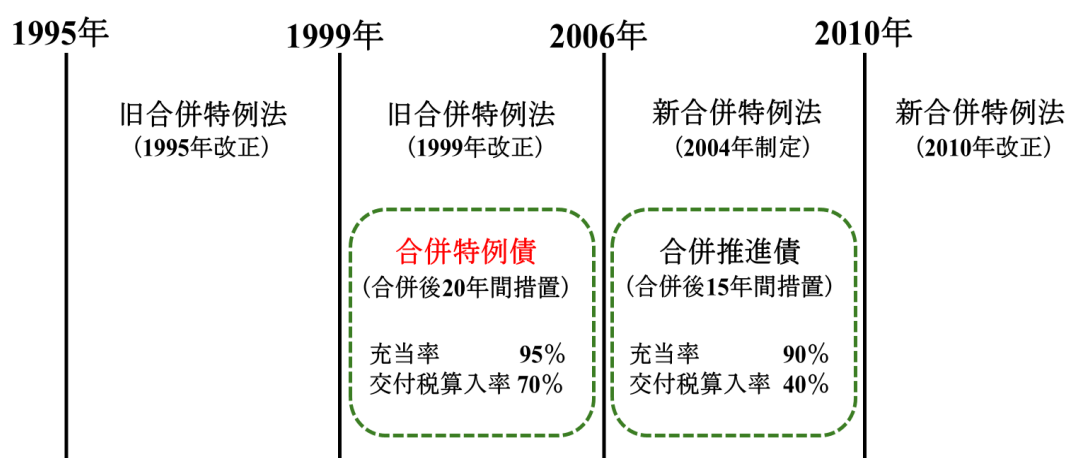 1995年
1999年
2006年
2010年
旧合併特例法
(1995年改正)
旧合併特例法
(1999年改正)
新合併特例法
(2004年制定)
新合併特例法
(2010年改正)
合併特例債
(合併後20年間措置)
充当率 95%
交付税算入率 70%
合併推進債
(合併後15年間措置)
充当率 90%
交付税算入率 40%